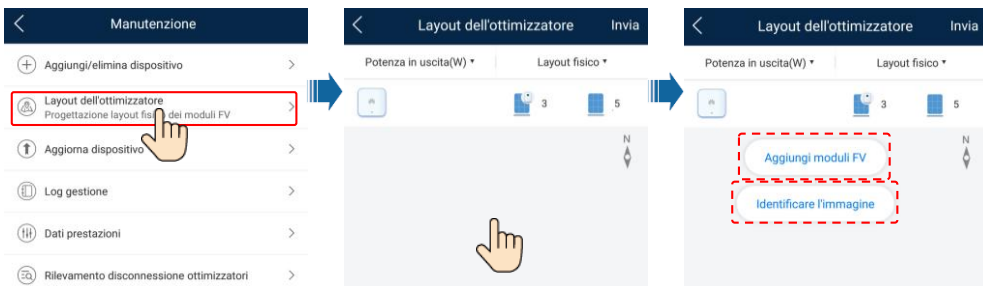 Manutenzione
Aggiungi/elimina dispositivo
Layout dell'ottimizzatore
Progettazione layout fisico dei moduli FV
Aggiorna dispositivo
Log gestione
Dati prestazioni
Rilevamento disconnessione ottimizzatori
Layout dell'ottimizzatore Invia
Potenza in uscita(W) Layout fisico
3 5
N
Layout dell'ottimizzatore Invia
Potenza in uscita(W) Layout fisico
3 5
N
Aggiungi moduli FV
Identificare l'immagine